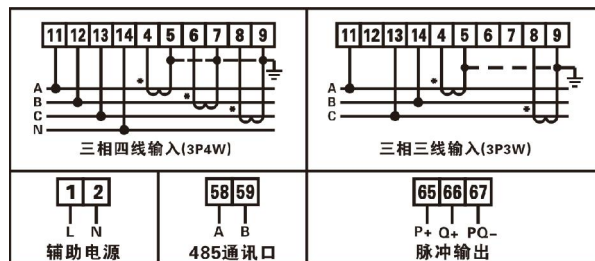 11 12 13 14 4 5 6 7 8 9
* * *
A
B
C
N
三相四线输入(3P4W)
11 12 13 14 4 5 6 7 8 9
* *
A
B
C
三相三线输入(3P3W)
1 2
L N
辅助电源
58 59
A B
485通讯口
65 66 67
P+ Q+ PQ-
脉冲输出